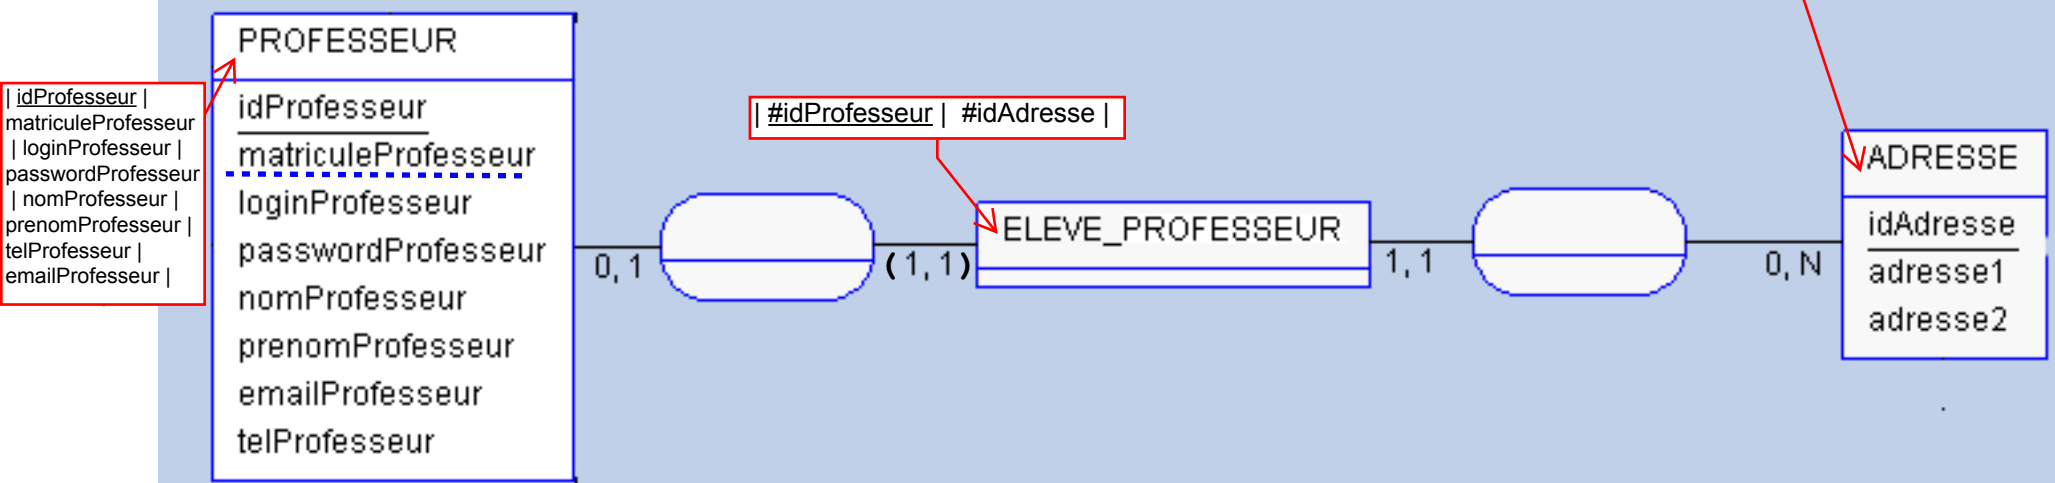 | idProfesseur |
matriculeProfesseur
| loginProfesseur |
passwordProfesseur
| nomProfesseur |
prenomProfesseur |
telProfesseur |
emailProfesseur |
PROFESSEUR
idProfesseur
matriculeProfesseur
loginProfesseur
passwordProfesseur
nomProfesseur
prenomProfesseur
emailProfesseur
telProfesseur
0, 1
(1, 1)
| #idProfesseur | #idAdresse |
ELEVE_PROFESSEUR
1, 1
0, N
ADRESSE
idAdresse
adresse1
adresse2